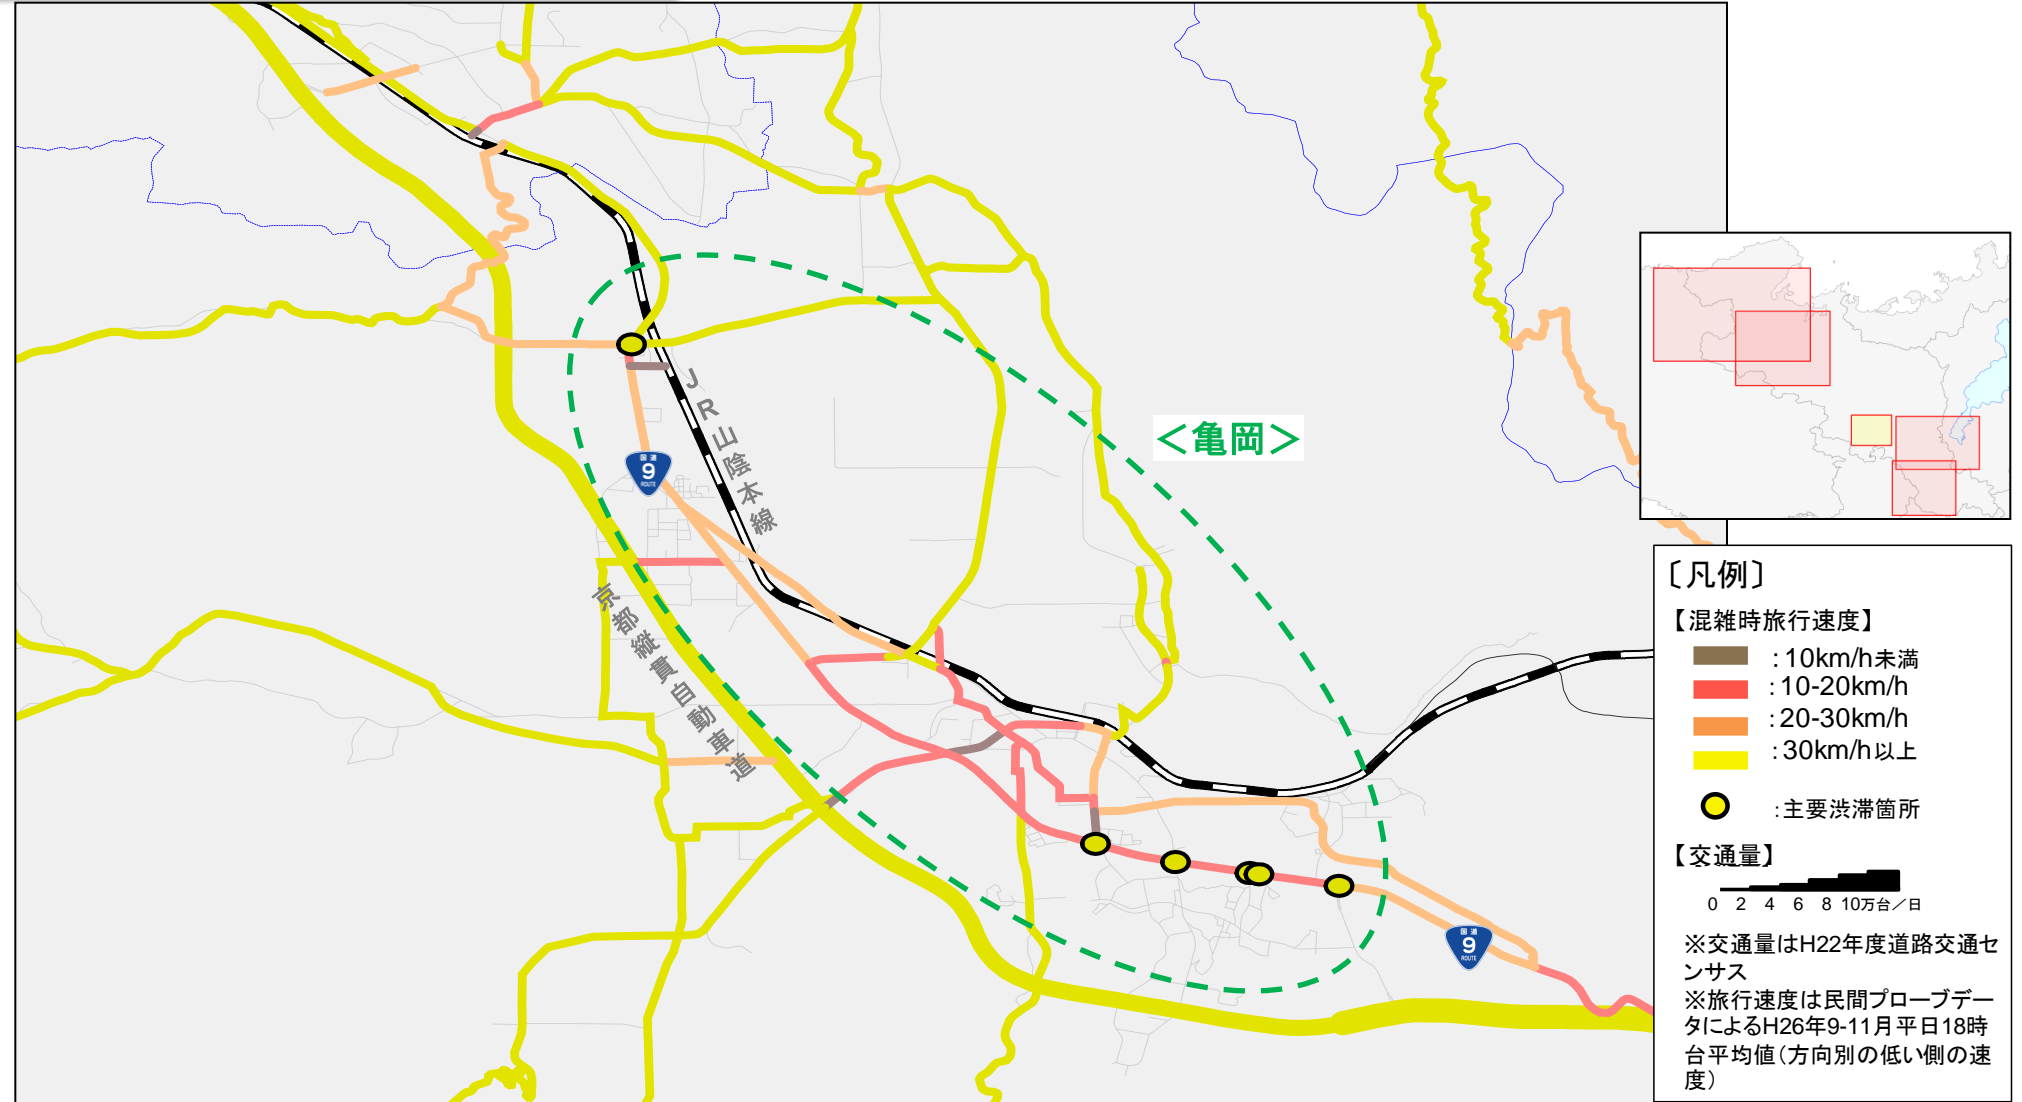 <亀岡>
国道
9
ROUTE
JR山陰本線
京都縦貫自動車道
国道
9
ROUTE
〔凡例〕
【混雑時旅行速度】
:10km/h未満
:10-20km/h
:20-30km/h
:30km/h以上
:主要渋滞箇所
【交通量】
0 2 4 6 8 10万台/日
※交通量はH22年度道路交通セ
ンサス
※旅行速度は民間プローブデー
タによるH26年9-11月平日18時
台平均値(方向別の低い側の速
度)